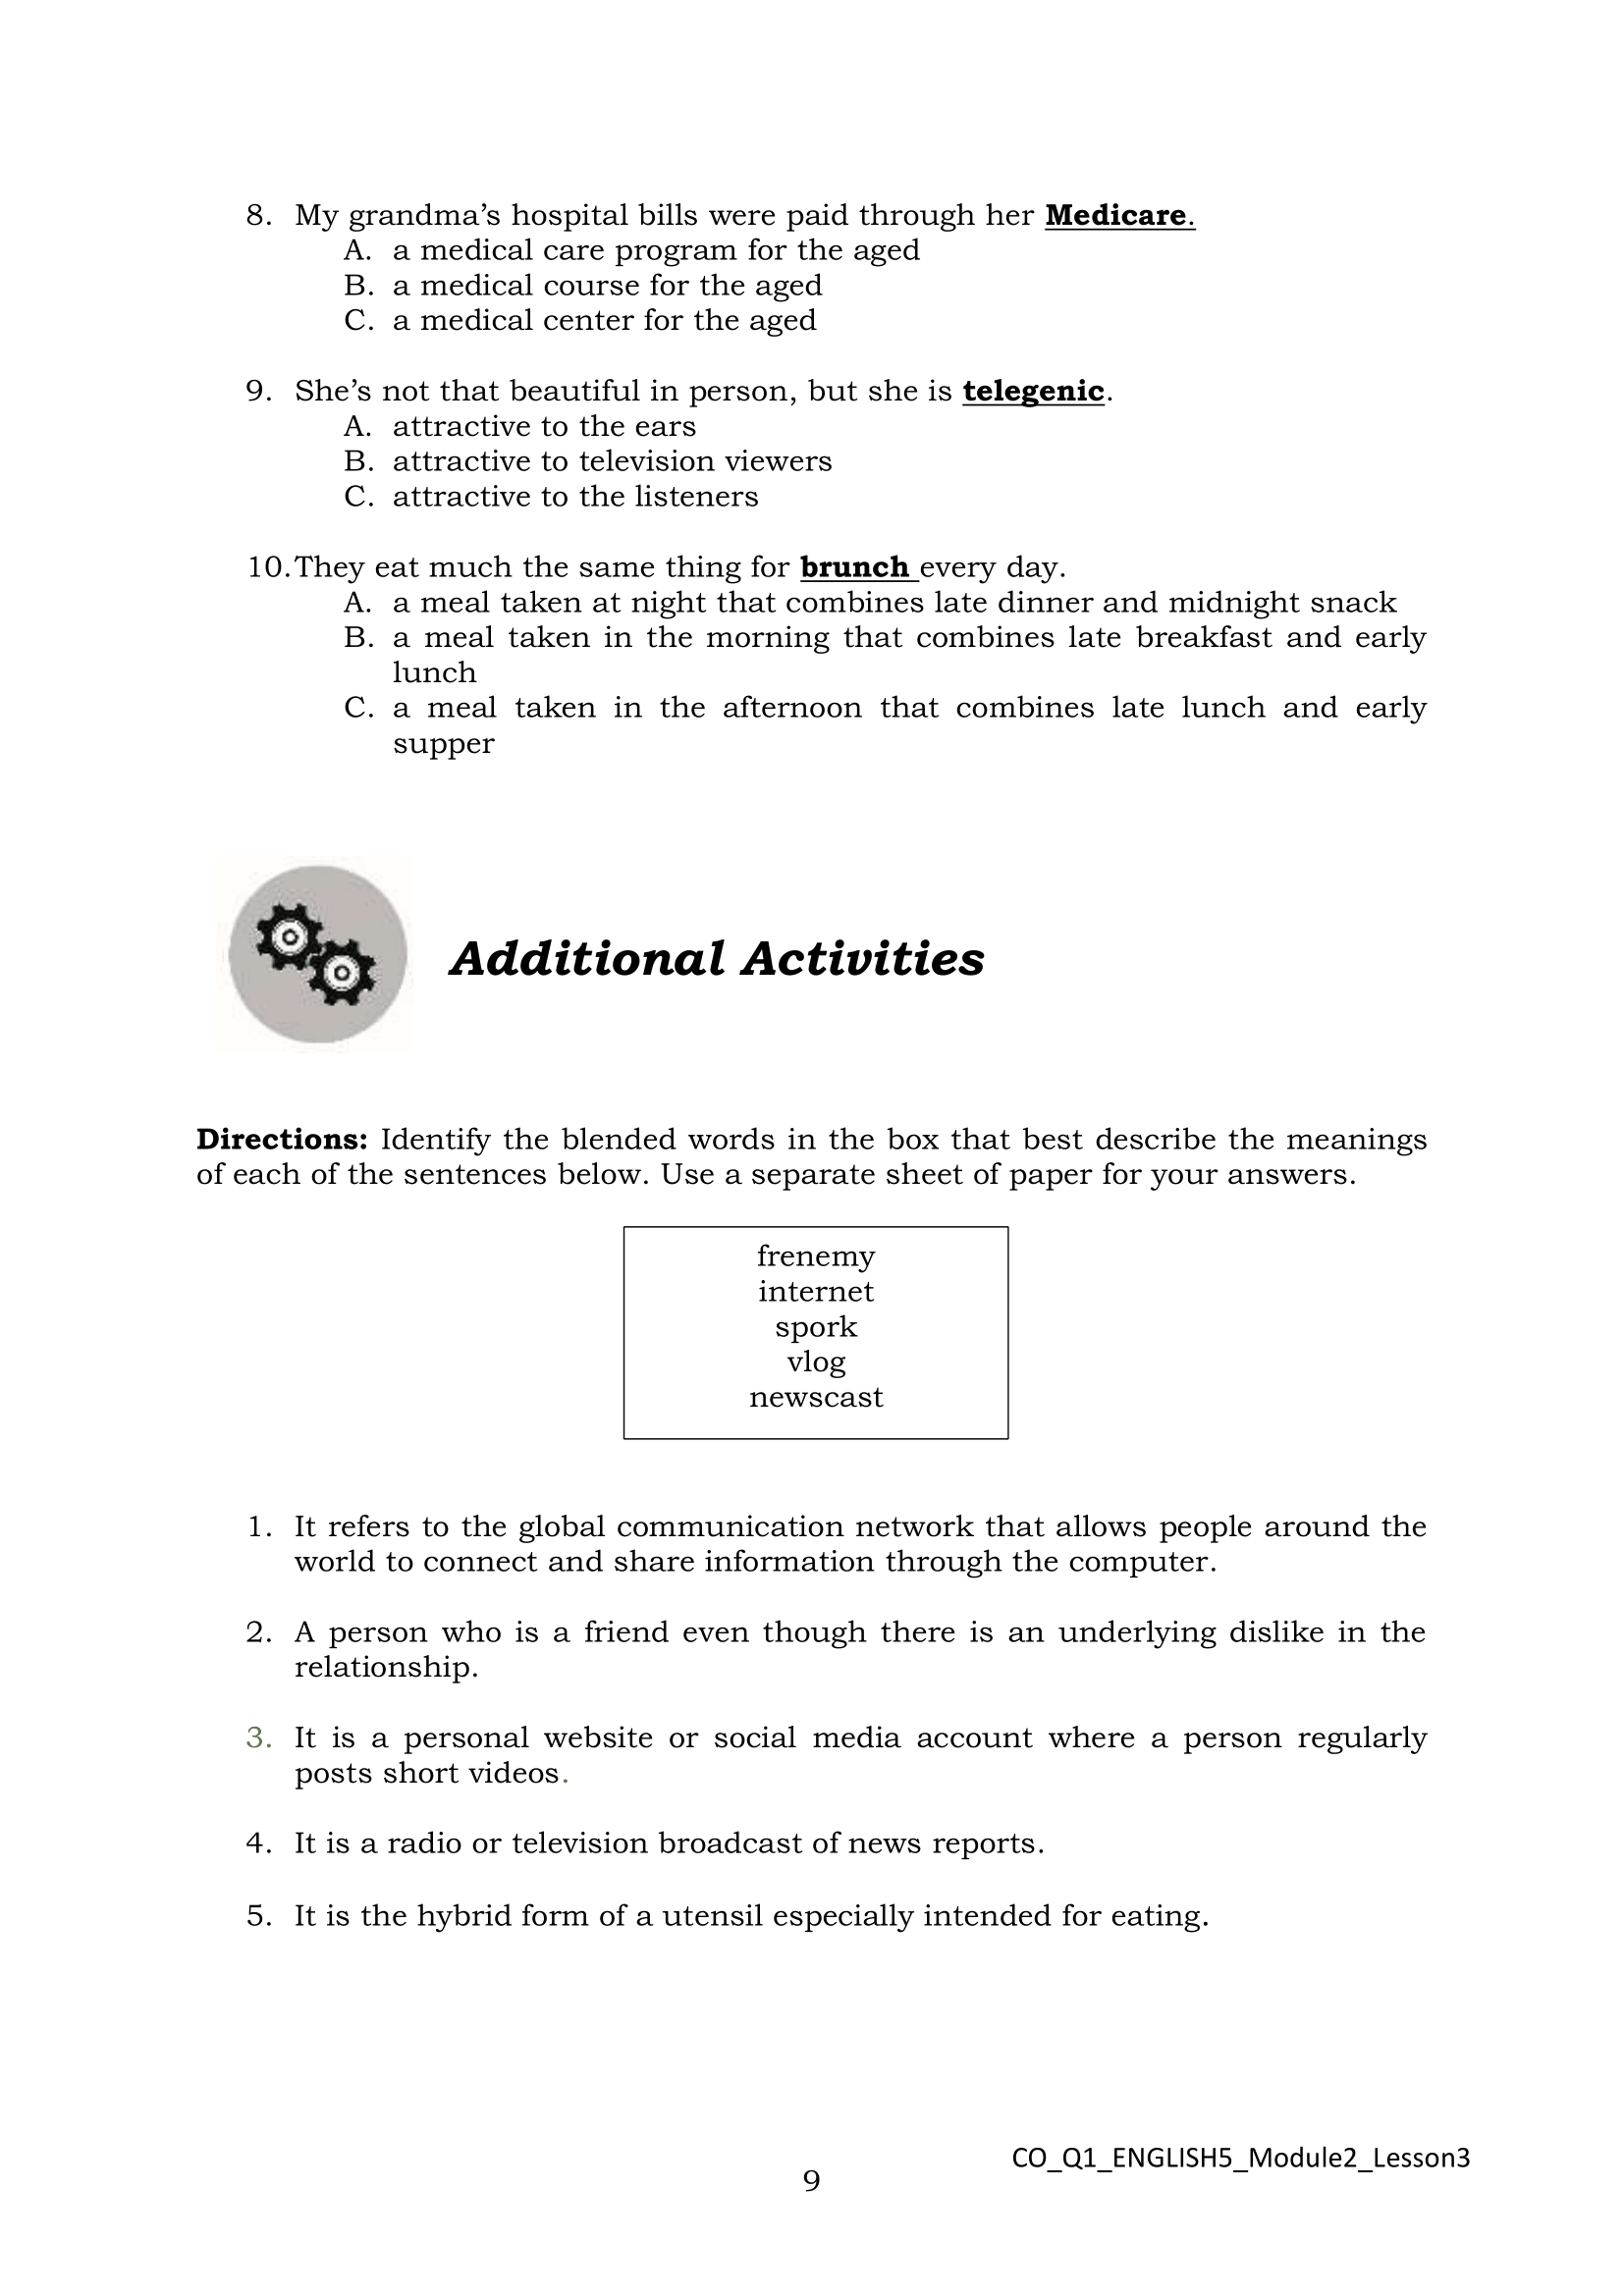 8. My grandma’s hospital bills were paid through her Medicare.
A. a medical care program for the aged
B. a medical course for the aged
C. a medical center for the aged
9. She’s not that beautiful in person, but she is telegenic.
A. attractive to the ears
B. attractive to television viewers
C. attractive to the listeners
10. They eat much the same thing for brunch every day.
A. a meal taken at night that combines late dinner and midnight snack
B. a meal taken in the morning that combines late breakfast and early
lunch
C. a meal taken in the afternoon that combines late lunch and early
supper
Additional Activities
Directions: Identify the blended words in the box that best describe the meanings
of each of the sentences below. Use a separate sheet of paper for your answers.
frenemy
internet
spork
vlog
newscast
1. It refers to the global communication network that allows people around the
world to connect and share information through the computer.
2. A person who is a friend even though there is an underlying dislike in the
relationship.
3. It is a personal website or social media account where a person regularly
posts short videos.
4. It is a radio or television broadcast of news reports.
5. It is the hybrid form of a utensil especially intended for eating.
CO_Q1_ENGLISH5_Module2_Lesson3
9